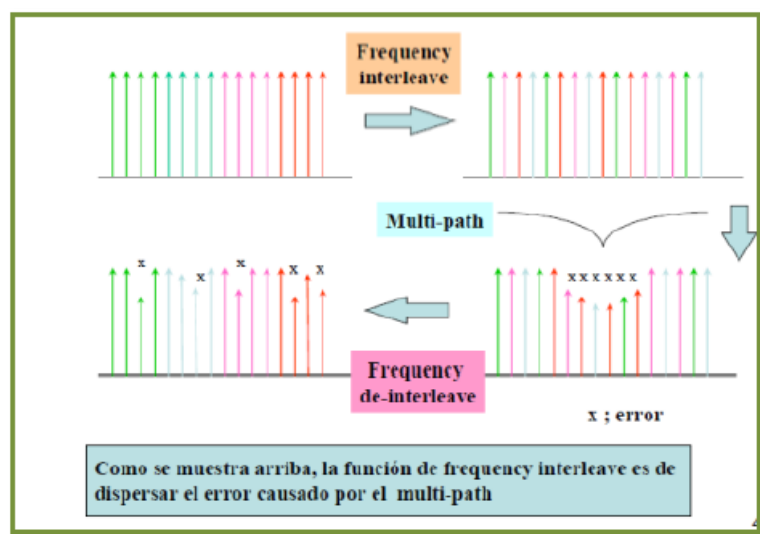 Frequency
interleave
Multi-path
x x x x x
x x x x x x
Frequency
de-interleave
x ; error
Como se muestra arriba, la función de frequency interleave es de
dispersar el error causado por el multi-path
4